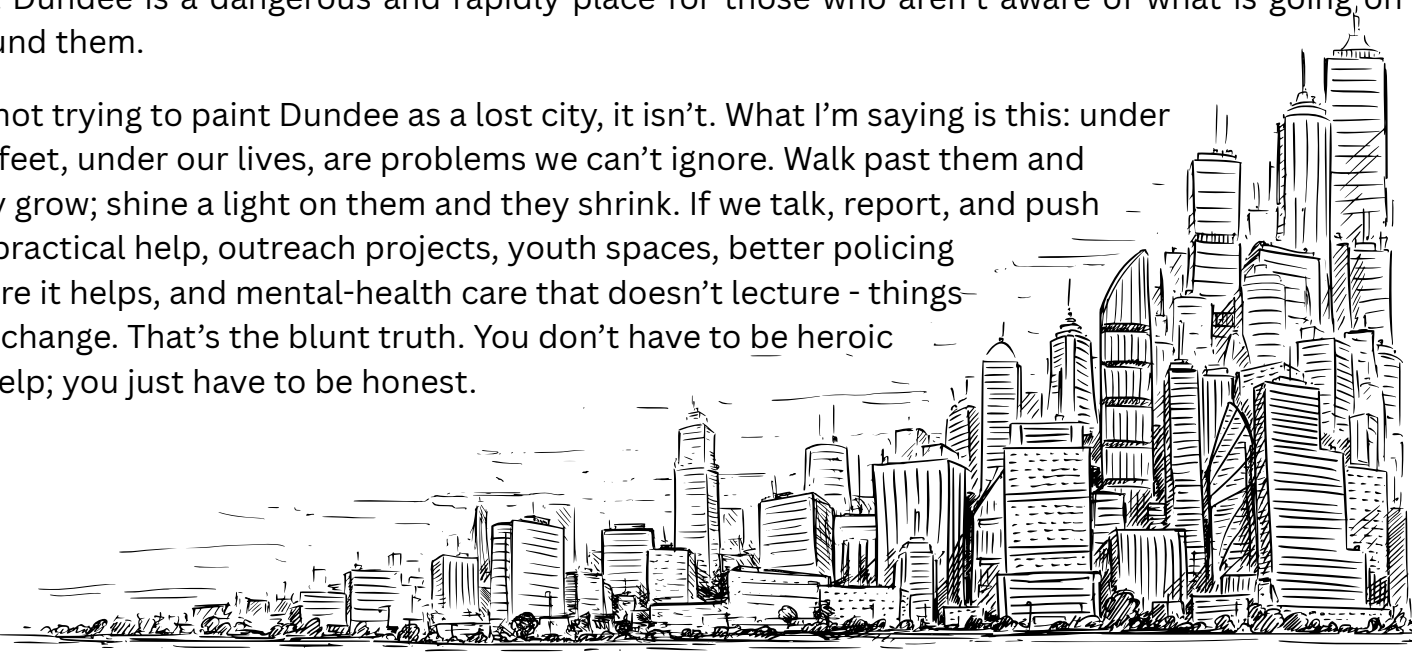 Dundee is a dangerous and rapidly place for those who aren't aware of what is going on
und them.
not trying to paint Dundee as a lost city, it isn’t. What I’m saying is this: under
feet, under our lives, are problems we can’t ignore. Walk past them and
y grow; shine a light on them and they shrink. If we talk, report, and push
practical help, outreach projects, youth spaces, better policing
re it helps, and mental-health care that doesn’t lecture - things
change. That’s the blunt truth. You don’t have to be heroic
elp; you just have to be honest.